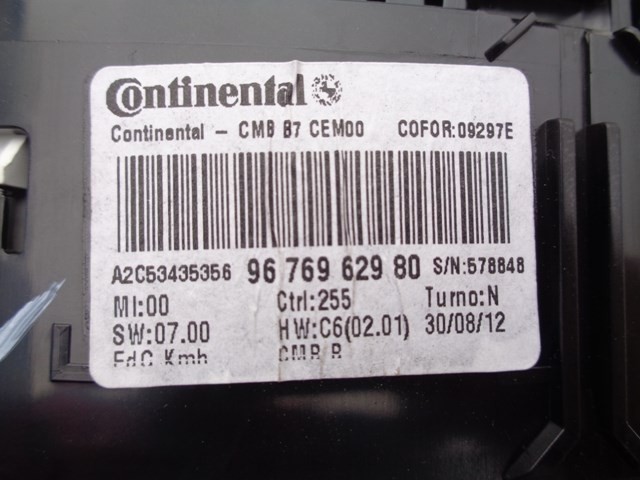 Continental
Continental - CMB B7 CEM00 COFOR:09297E
A2C53435356 96 769 629 80 S/N:578848
MI:00 Ctrl:255 Turno:N
SW:07.00 HW:C6(02.01) 30/08/12
FdC Kmh CMB B